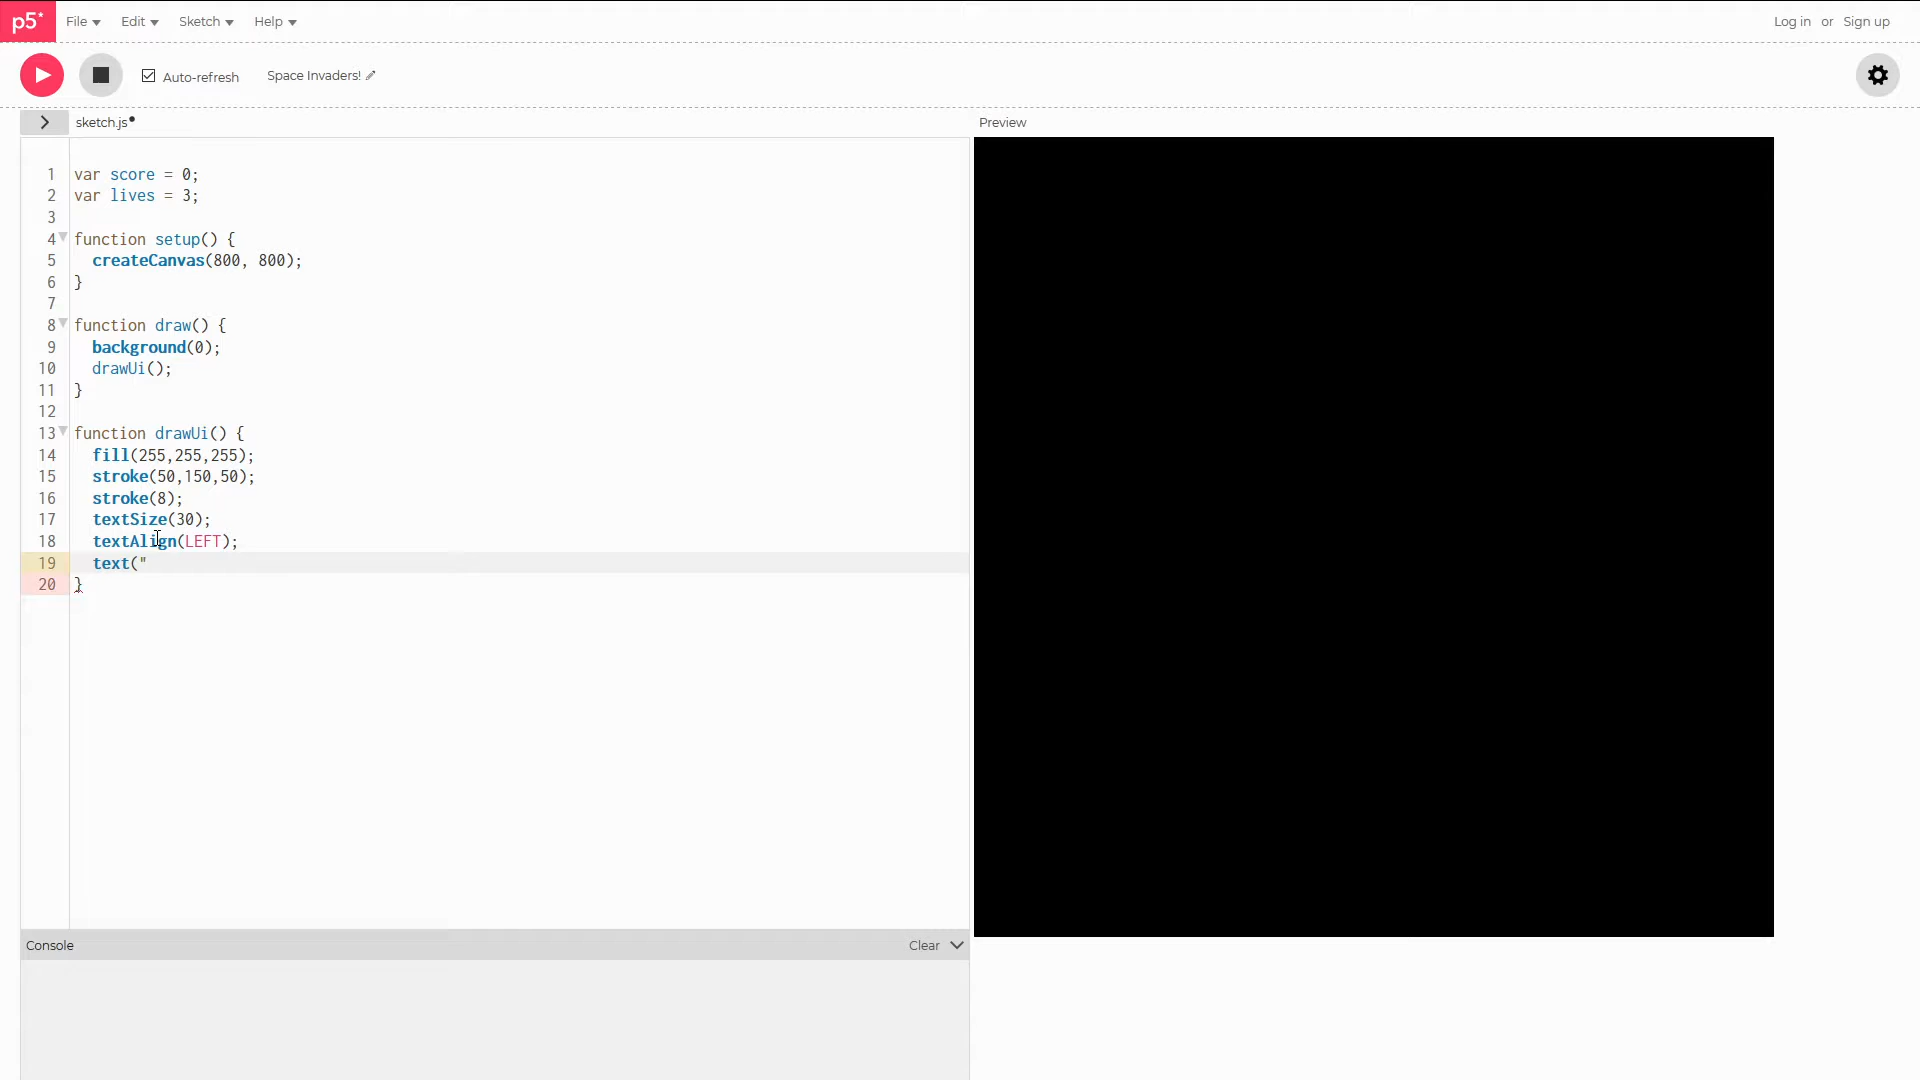 p5* File Edit Sketch Help Log in or Sign up
Auto-refresh Space Invaders!
sketch.js Preview
1 var score = 0;
2 var lives = 3;
3
4 function setup() {
5 createCanvas(800, 800);
6 }
7
8 function draw() {
9 background(0);
10 drawUi();
11 }
12
13 function drawUi() {
14 fill(255,255,255);
15 stroke(50,150,50);
16 stroke(8);
17 textSize(30);
18 textAlign(LEFT);
19 text("
20 }
Console Clear